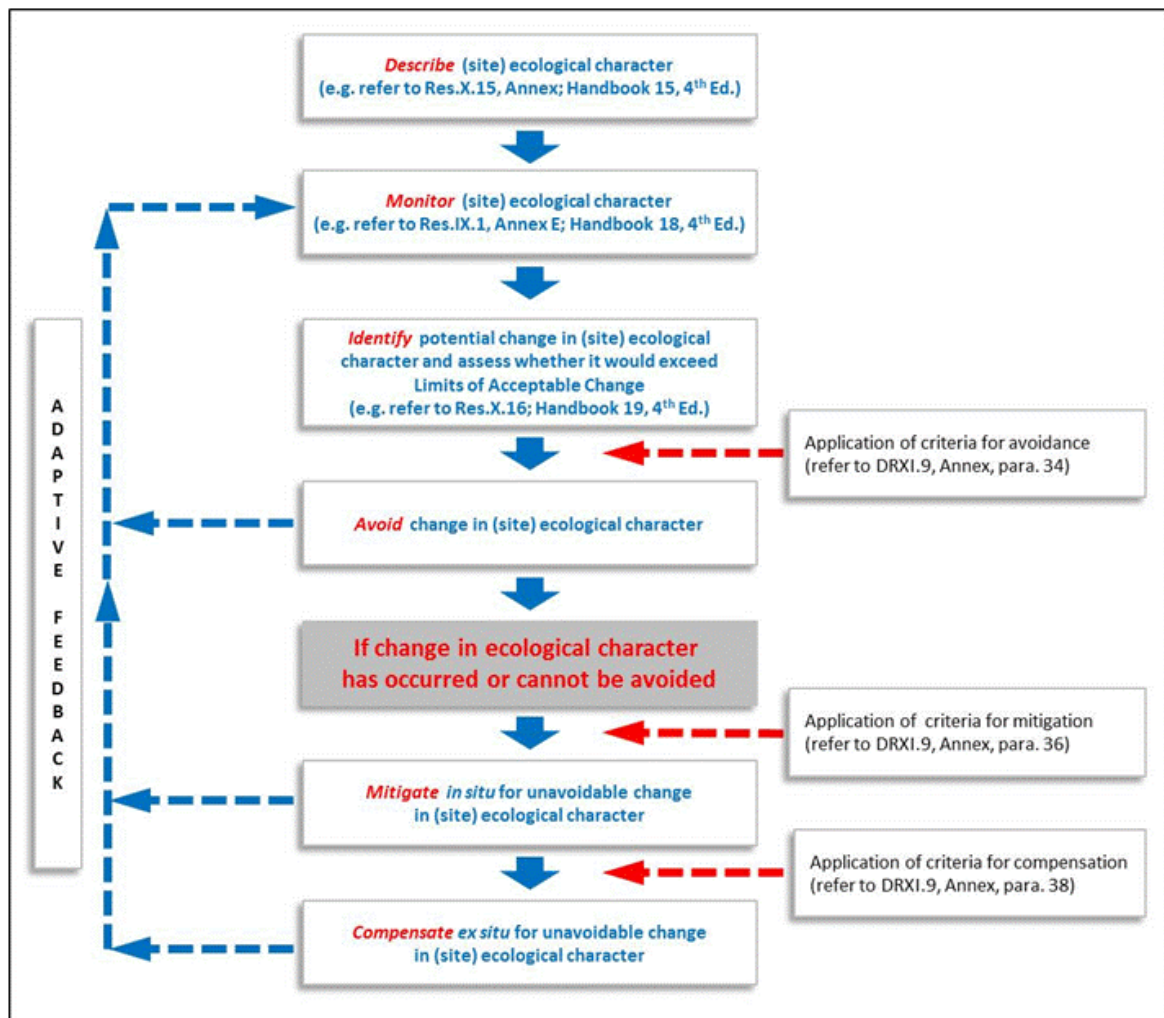 Describe (site) ecological character
(e.g. refer to Res.X.15, Annex; Handbook 15, 4th Ed.)
Monitor (site) ecological character
(e.g. refer to Res.IX.1, Annex E; Handbook 18, 4th Ed.)
Identify potential change in (site) ecological
character and assess whether it would exceed
Limits of Acceptable Change
(e.g. refer to Res.X.16; Handbook 19, 4th Ed.)
Application of criteria for avoidance
(refer to DRXI.9, Annex, para. 34)
Avoid change in (site) ecological character
If change in ecological character
has occurred or cannot be avoided
Application of criteria for mitigation
(refer to DRXI.9, Annex, para. 36)
Mitigate in situ for unavoidable change
in (site) ecological character
Application of criteria for compensation
(refer to DRXI.9, Annex, para. 38)
Compensate ex situ for unavoidable change
in (site) ecological character
ADAPTIVE FEEDBACK